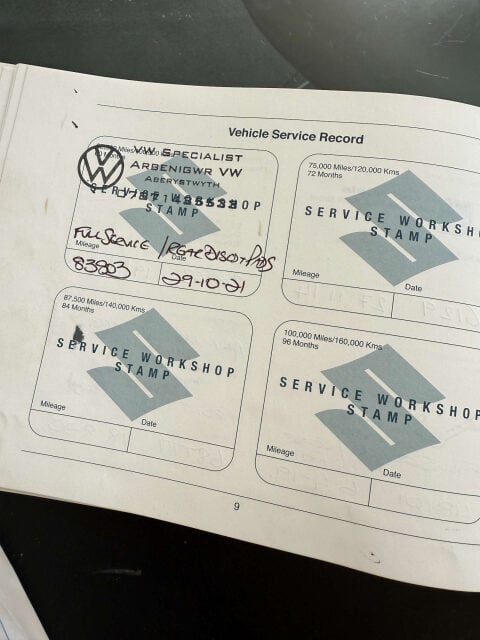 Vehicle Service Record
VW SPECIALIST
ARBENIGWR VW
ABERYSTWYTH
SERVICE WORKSHOP
STAMP
FULL SERVICE / REAR DISCS + PADS
Mileage
Date
83803
29-10-21
75,000 Miles/120,000 Kms
72 Months
SERVICE WORKSHOP
STAMP
Mileage
Date
87,500 Miles/140,000 Kms
84 Months
SERVICE WORKSHOP
STAMP
Mileage
Date
100,000 Miles/160,000 Kms
96 Months
SERVICE WORKSHOP
STAMP
Mileage
Date
9